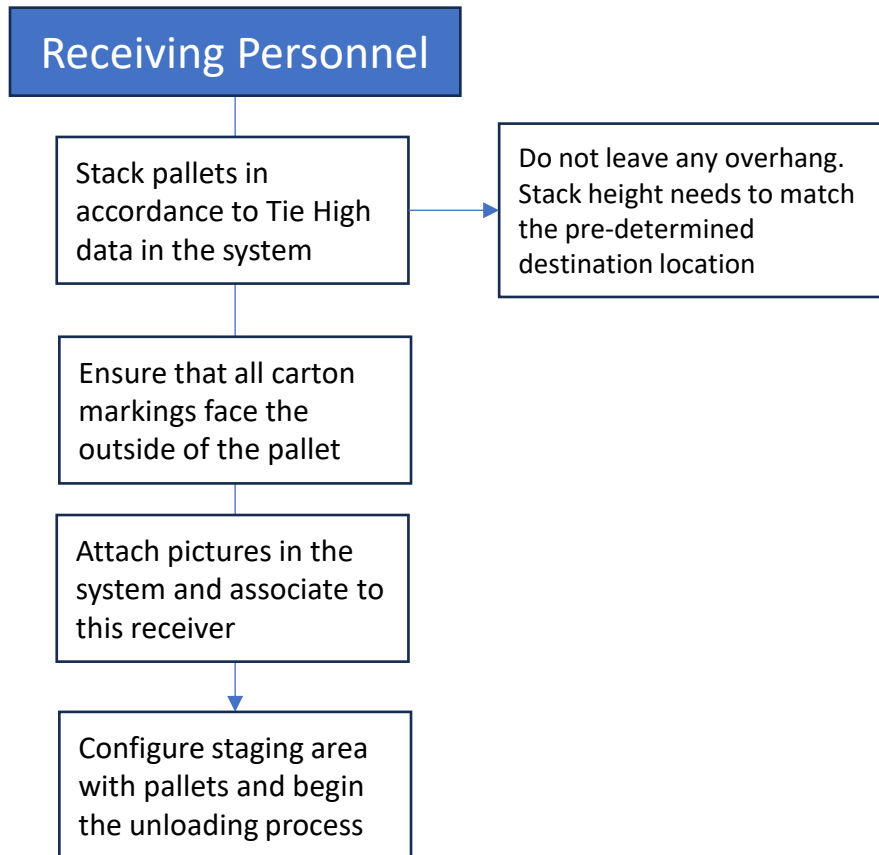 Receiving Personnel
Stack pallets in
accordance to Tie High
data in the system
Do not leave any overhang.
Stack height needs to match
the pre-determined
destination location
Ensure that all carton
markings face the
outside of the pallet
Attach pictures in the
system and associate to
this receiver
Configure staging area
with pallets and begin
the unloading process